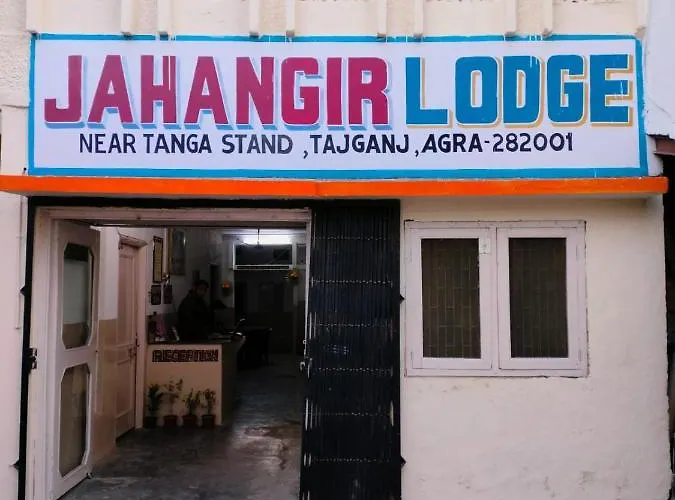 JAHANGIR LODGE
NEAR TANGA STAND ,TAJGANJ ,AGRA-282001
RECEPTION